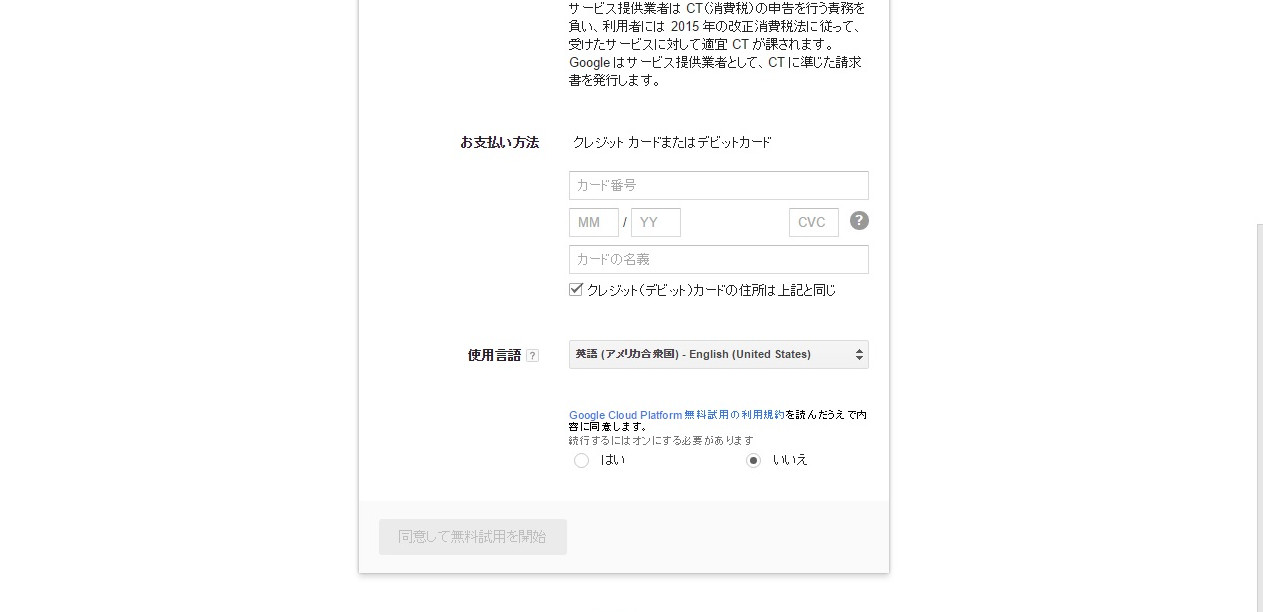 サービス提供業者は CT(消費税)の申告を行う責務を
負い、利用者には 2015 年の改正消費税法に従って、
受けたサービスに対して適宜 CT が課されます。
Google はサービス提供業者として、CT に準じた請求
書を発行します。
お支払い方法 クレジット カードまたはデビットカード
カード番号
MM / YY CVC ?
カードの名義
クレジット(デビット)カードの住所は上記と同じ
使用言語 ? 英語 (アメリカ合衆国) - English (United States)
Google Cloud Platform 無料試用の利用規約を読んだうえで内
容に同意します。
続行するにはオンにする必要があります
はい いいえ
同意して無料試用を開始